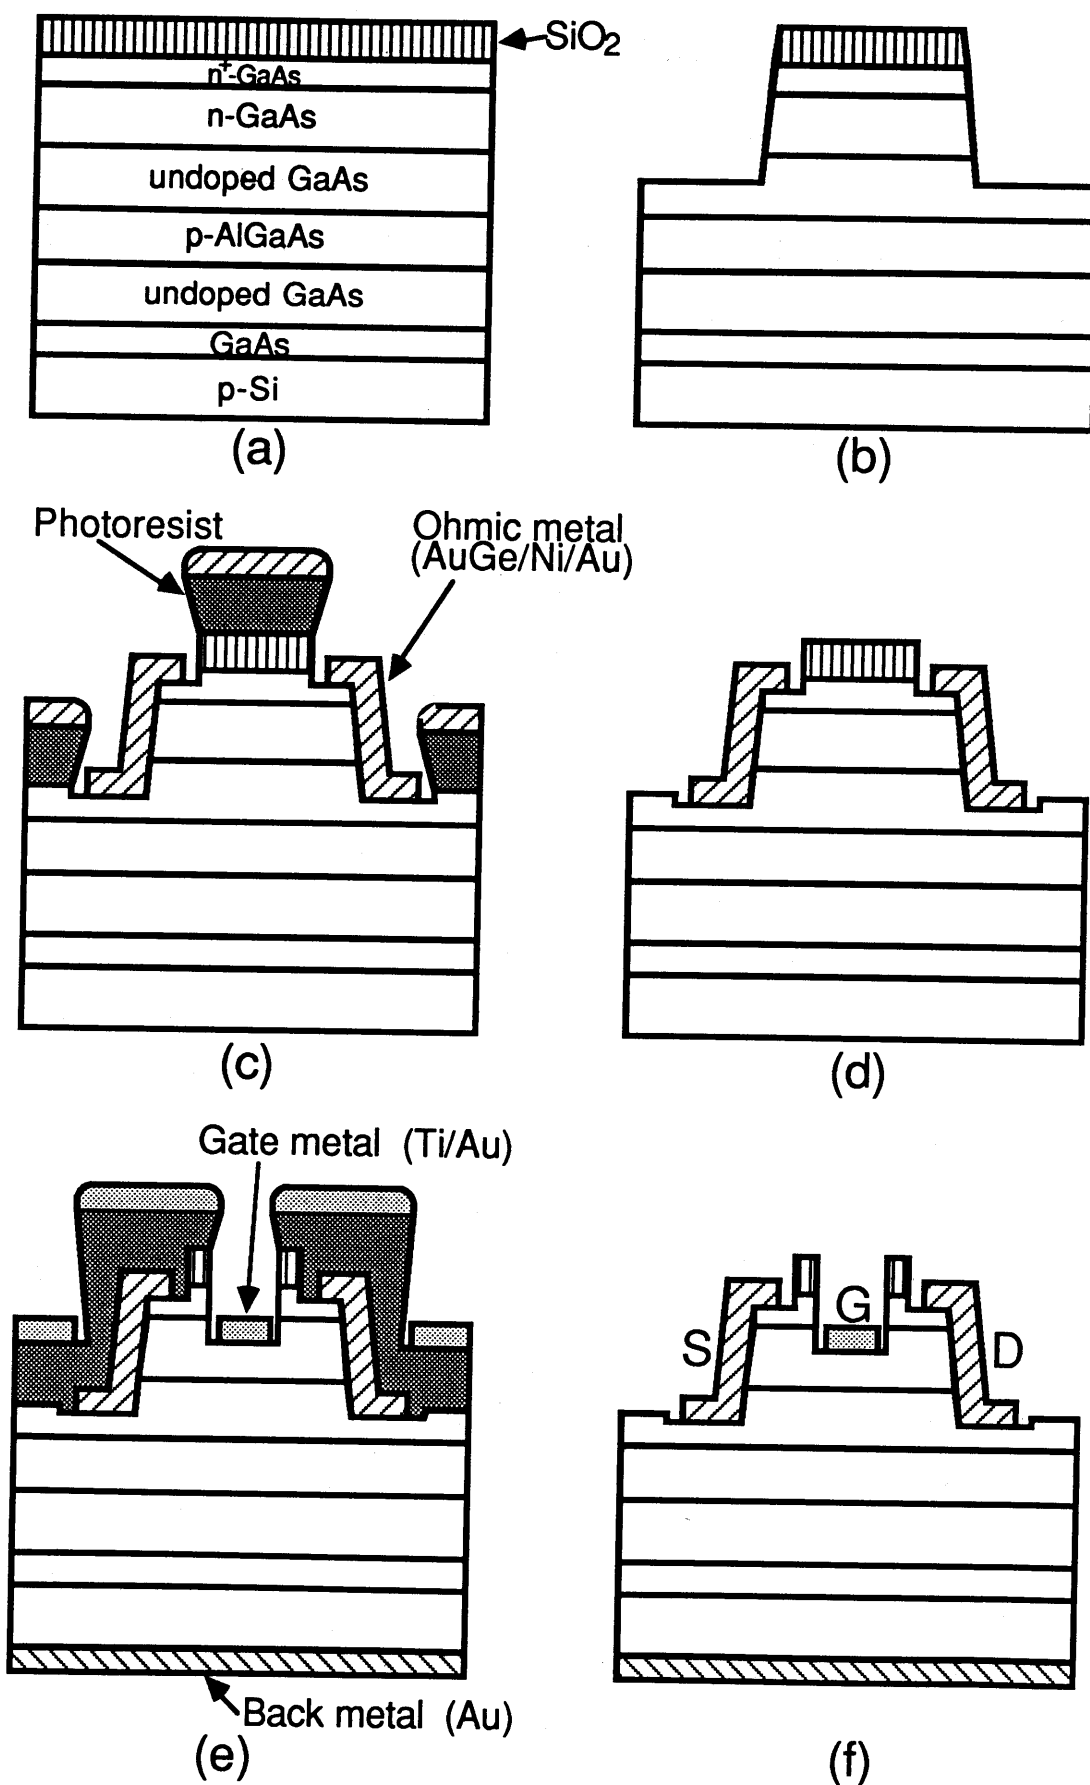 SiO2
n+-GaAs
n-GaAs
undoped GaAs
p-AlGaAs
undoped GaAs
GaAs
p-Si
(a)
(b)
Photoresist
Ohmic metal
(AuGe/Ni/Au)
(c)
(d)
Gate metal (Ti/Au)
Back metal (Au)
(e)
G
S
D
(f)